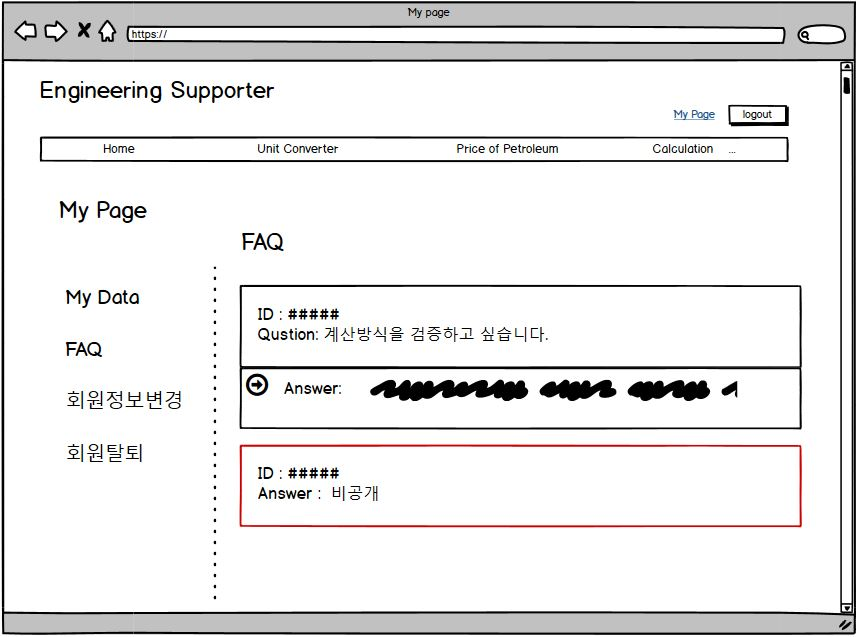 My page
https://
Engineering Supporter
My Page logout
Home Unit Converter Price of Petroleum Calculation ...
My Page
FAQ
My Data
FAQ
회원정보변경
회원탈퇴
ID : #####
Qustion: 계산방식을 검증하고 싶습니다.
Answer:
ID : #####
Answer : 비공개